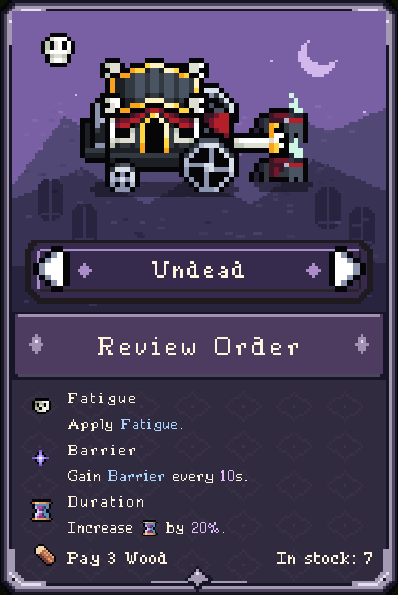 Undead
Review Order
Fatigue
Apply Fatigue.
Barrier
Gain Barrier every 10s.
Duration
Increase by 20%.
Pay 3 Wood In stock: 7